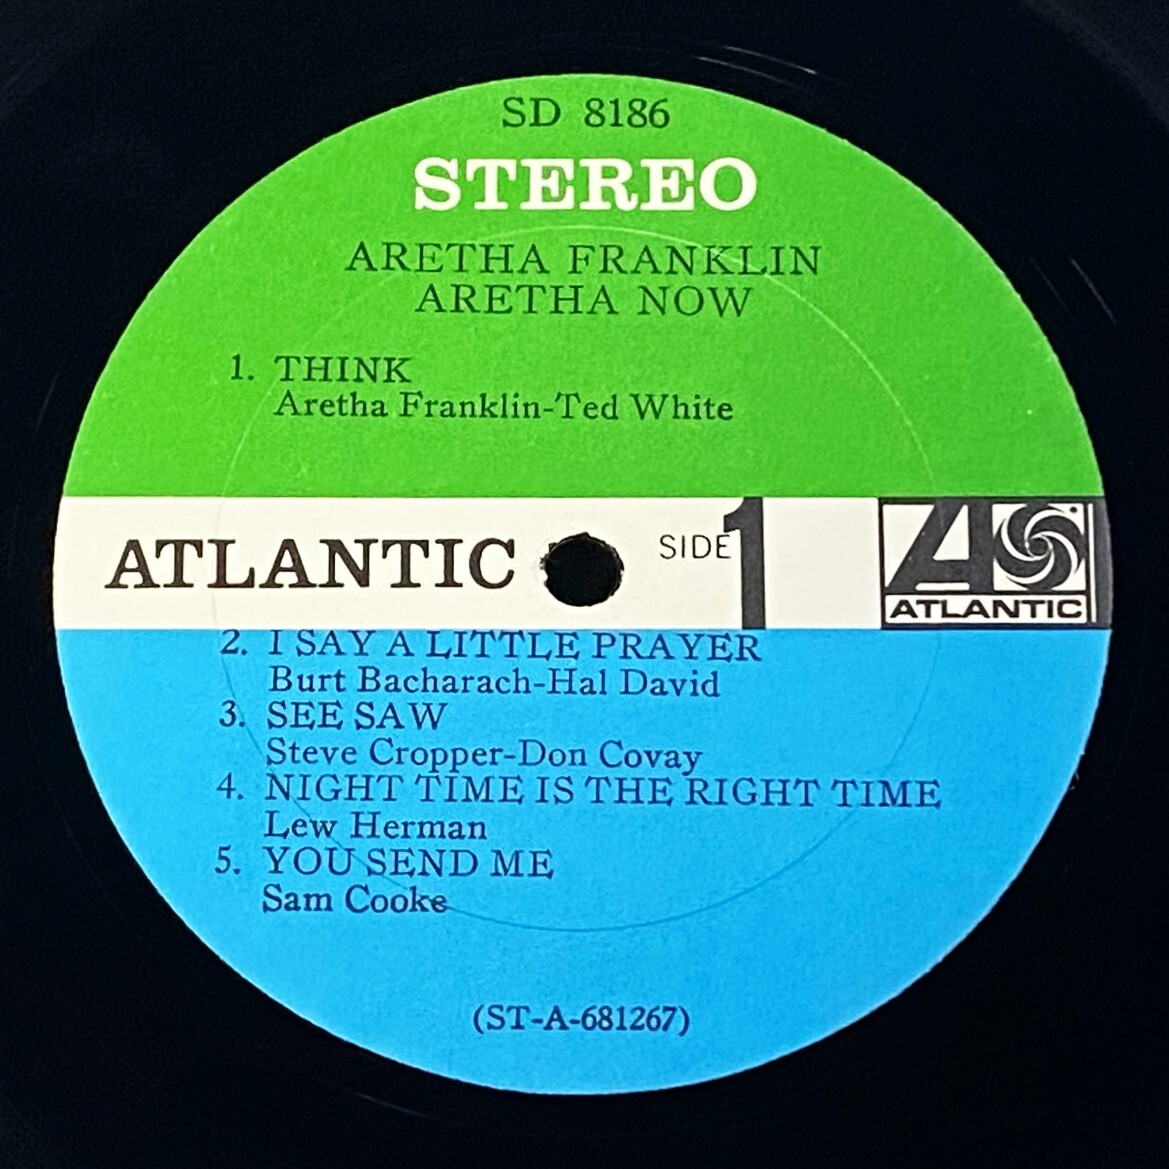 SD 8186
STEREO
ARETHA FRANKLIN
ARETHA NOW
1. THINK
Aretha Franklin-Ted White
ATLANTIC SIDE 1
ATLANTIC
2. I SAY A LITTLE PRAYER
Burt Bacharach-Hal David
3. SEE SAW
Steve Cropper-Don Covay
4. NIGHT TIME IS THE RIGHT TIME
Lew Herman
5. YOU SEND ME
Sam Cooke
(ST-A-681267)